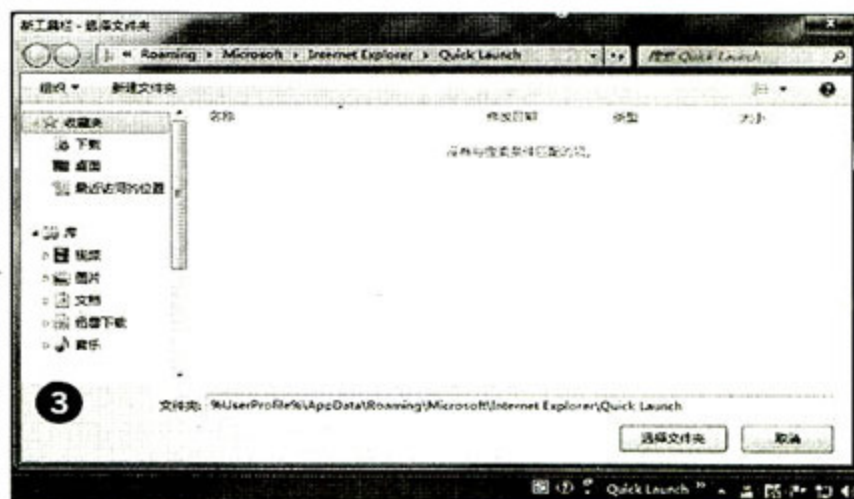 新工具栏 - 选择文件夹
« Roaming ▸ Microsoft ▸ Internet Explorer ▸ Quick Launch
搜索 Quick Launch
组织 ▼ 新建文件夹
名称 修改日期 类型 大小
没有与搜索条件匹配的项。
收藏夹
下载
桌面
最近访问的位置
库
视频
图片
文档
迅雷下载
音乐
3
文件夹: %UserProfile%\AppData\Roaming\Microsoft\Internet Explorer\Quick Launch
选择文件夹 取消
Quick Launch »